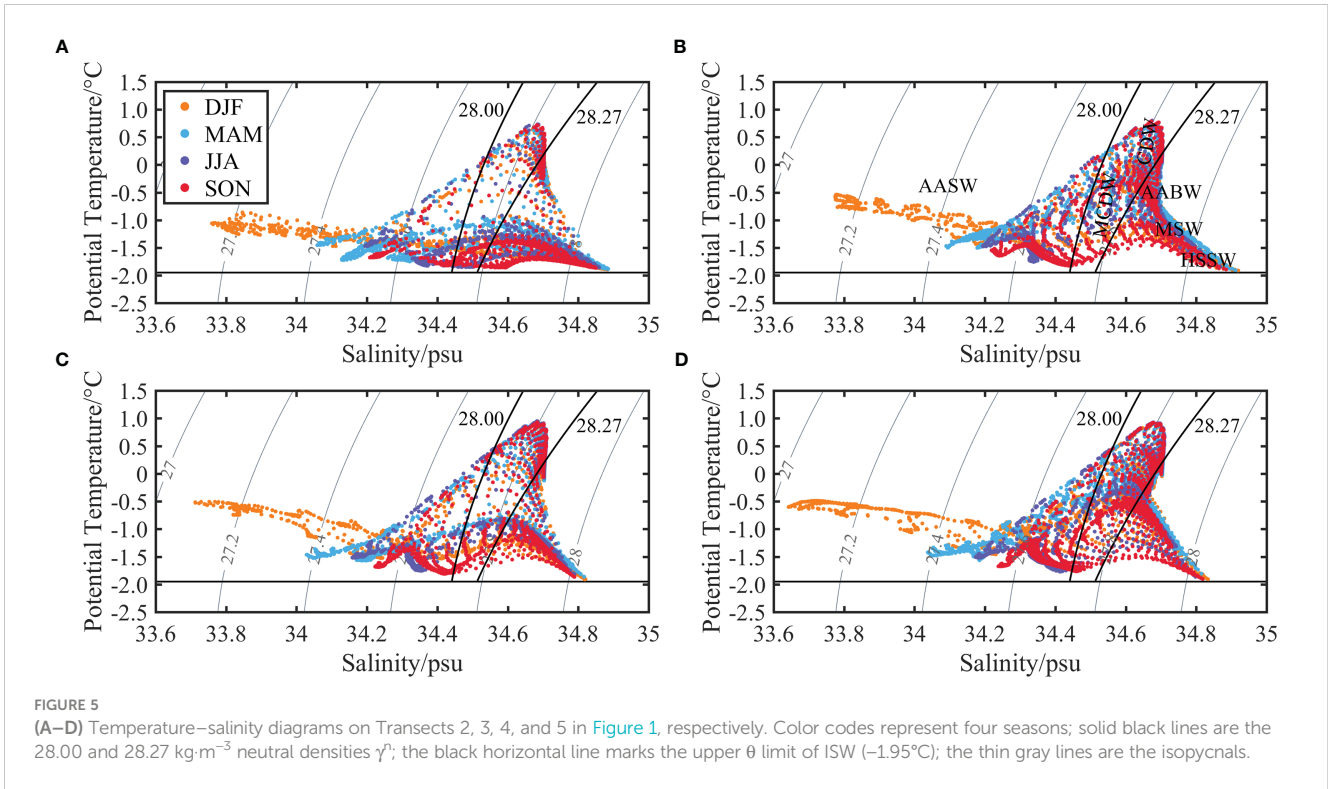 A
B
Potential Temperature/°C
1.5
1.0
0.5
0
-0.5
-1.0
-1.5
-2.0
-2.5
DJF
MAM
JJA
SON
28.00
28.27
27.2
27.4
33.6 33.8 34 34.2 34.4 34.6 34.8 35
Salinity/psu
Potential Temperature/°C
1.5
1.0
0.5
0
-0.5
-1.0
-1.5
-2.0
-2.5
27
28.00
28.27
CDW
AASW
MCDW
AABW
MSW
HSSW
27.2
27.4
33.6 33.8 34 34.2 34.4 34.6 34.8 35
Salinity/psu
C
D
Potential Temperature/°C
1.5
1.0
0.5
0
-0.5
-1.0
-1.5
-2.0
-2.5
27
28.00
28.27
27.2
28
33.6 33.8 34 34.2 34.4 34.6 34.8 35
Salinity/psu
Potential Temperature/°C
1.5
1.0
0.5
0
-0.5
-1.0
-1.5
-2.0
-2.5
27
28.00
28.27
27.2
33.6 33.8 34 34.2 34.4 34.6 34.8 35
Salinity/psu
FIGURE 5
(A–D) Temperature–salinity diagrams on Transects 2, 3, 4, and 5 in Figure 1, respectively. Color codes represent four seasons; solid black lines are the
28.00 and 28.27 kg·m⁻³ neutral densities γⁿ; the black horizontal line marks the upper θ limit of ISW (–1.95°C); the thin gray lines are the isopycnals.